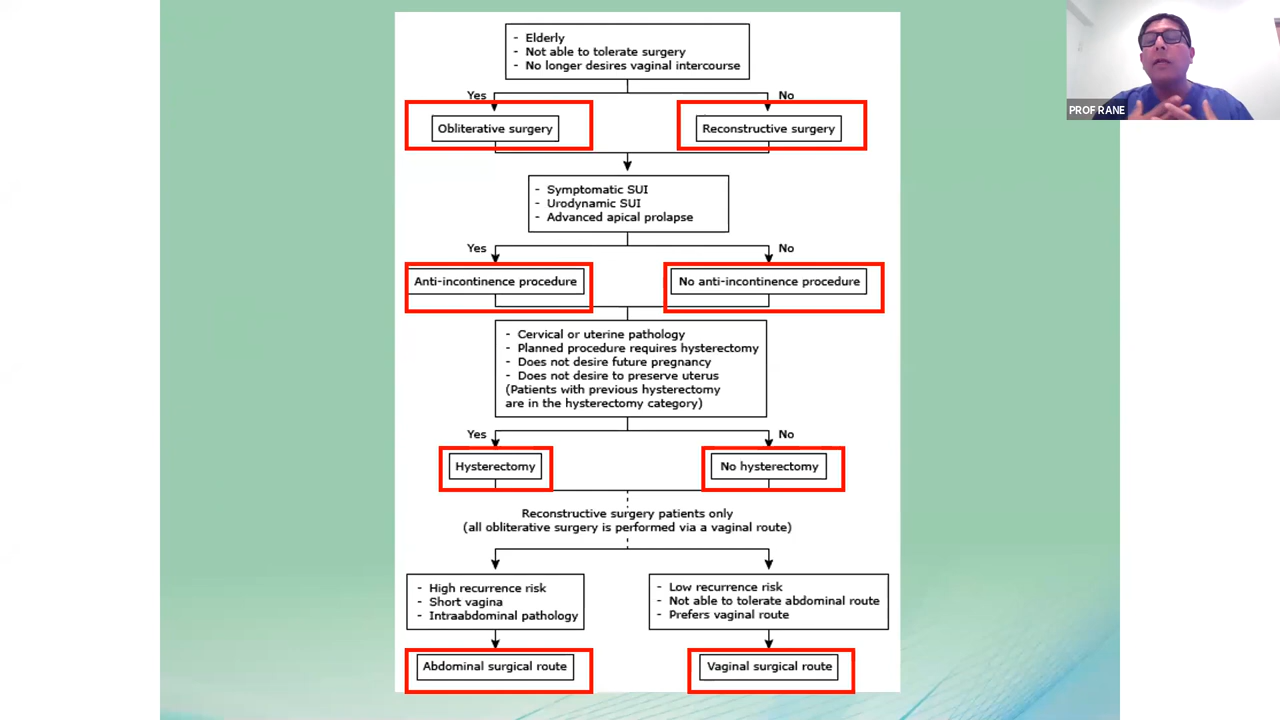 - Elderly
- Not able to tolerate surgery
- No longer desires vaginal intercourse
PROF RANE
Yes
No
Obliterative surgery
Reconstructive surgery
- Symptomatic SUI
- Urodynamic SUI
- Advanced apical prolapse
Yes
No
Anti-incontinence procedure
No anti-incontinence procedure
- Cervical or uterine pathology
- Planned procedure requires hysterectomy
- Does not desire future pregnancy
- Does not desire to preserve uterus
(Patients with previous hysterectomy
are in the hysterectomy category)
Yes
No
Hysterectomy
No hysterectomy
Reconstructive surgery patients only
(all obliterative surgery is performed via a vaginal route)
- High recurrence risk
- Short vagina
- Intraabdominal pathology
- Low recurrence risk
- Not able to tolerate abdominal route
- Prefers vaginal route
Abdominal surgical route
Vaginal surgical route